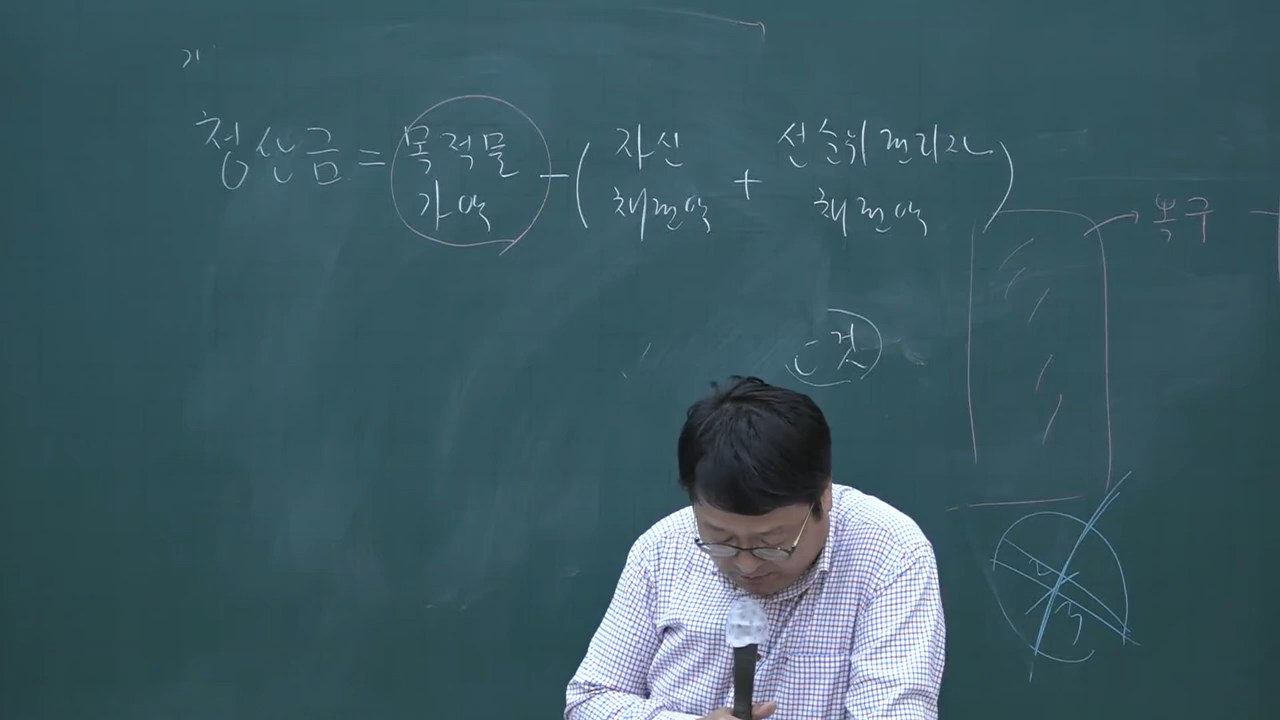 청산금 = 목적물 가액 - ( 자신 채권액 + 선순위 권리자 채권액 )
복구